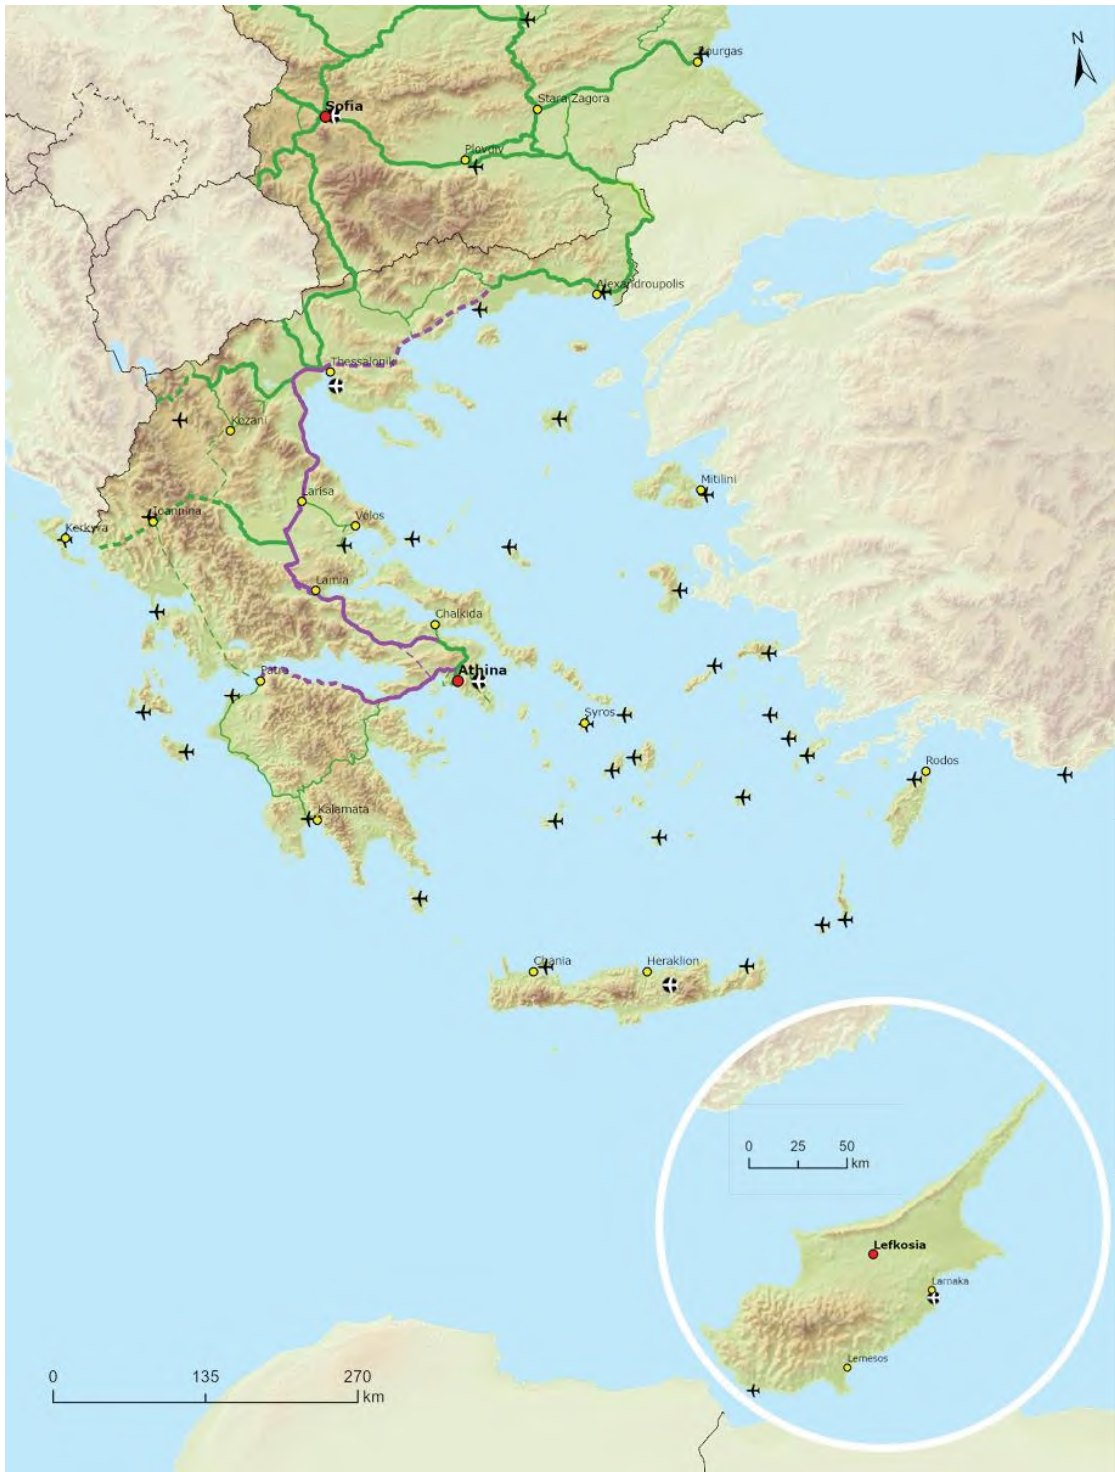 N
Bourgas
Stara Zagora
Sofia
Plovdiv
Alexandroupolis
Thessaloniki
Kozani
Mitilini
Larisa
Ioannina
Volos
Kerkyra
Lamia
Chalkida
Athina
Patra
Syros
Rodos
Kalamata
Chania
Heraklion
0 25 50
km
Lefkosia
Larnaka
Lemesos
0 135 270
km